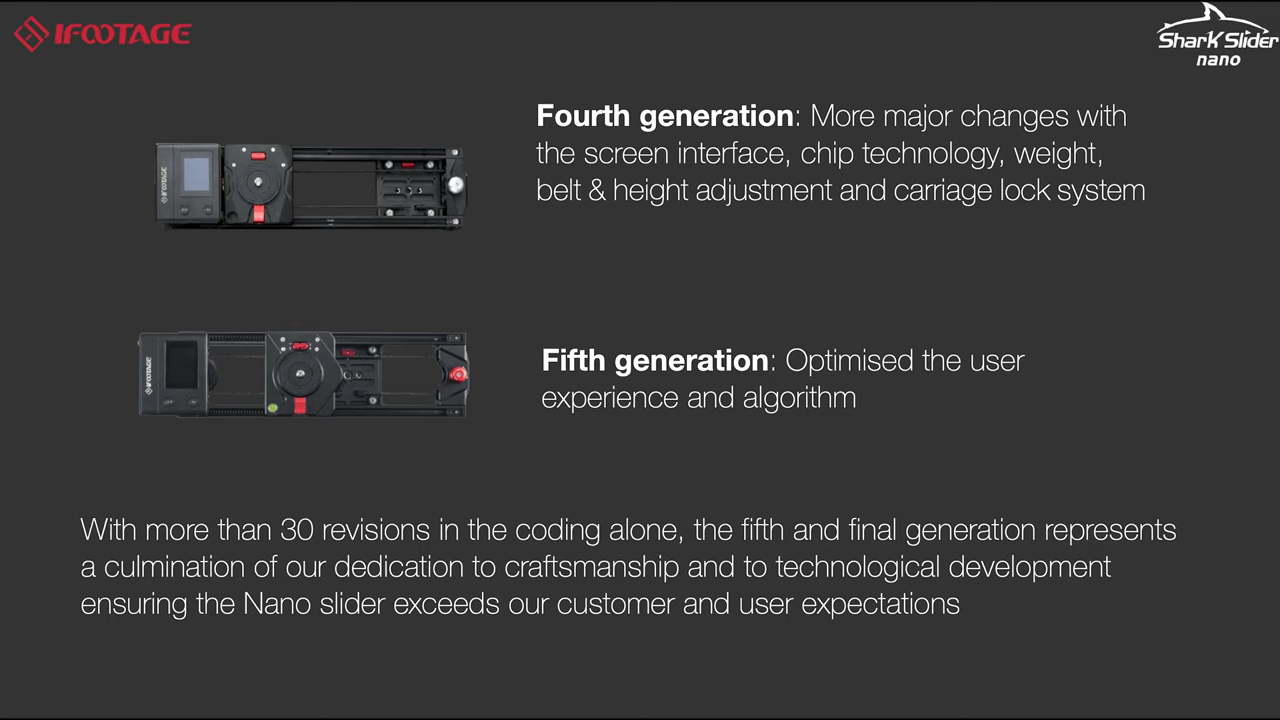 IFOOTAGE
Shark Slider
nano
Fourth generation: More major changes with
the screen interface, chip technology, weight,
belt & height adjustment and carriage lock system
IFOOTAGE
Fifth generation: Optimised the user
experience and algorithm
IFOOTAGE
With more than 30 revisions in the coding alone, the fifth and final generation represents
a culmination of our dedication to craftsmanship and to technological development
ensuring the Nano slider exceeds our customer and user expectations